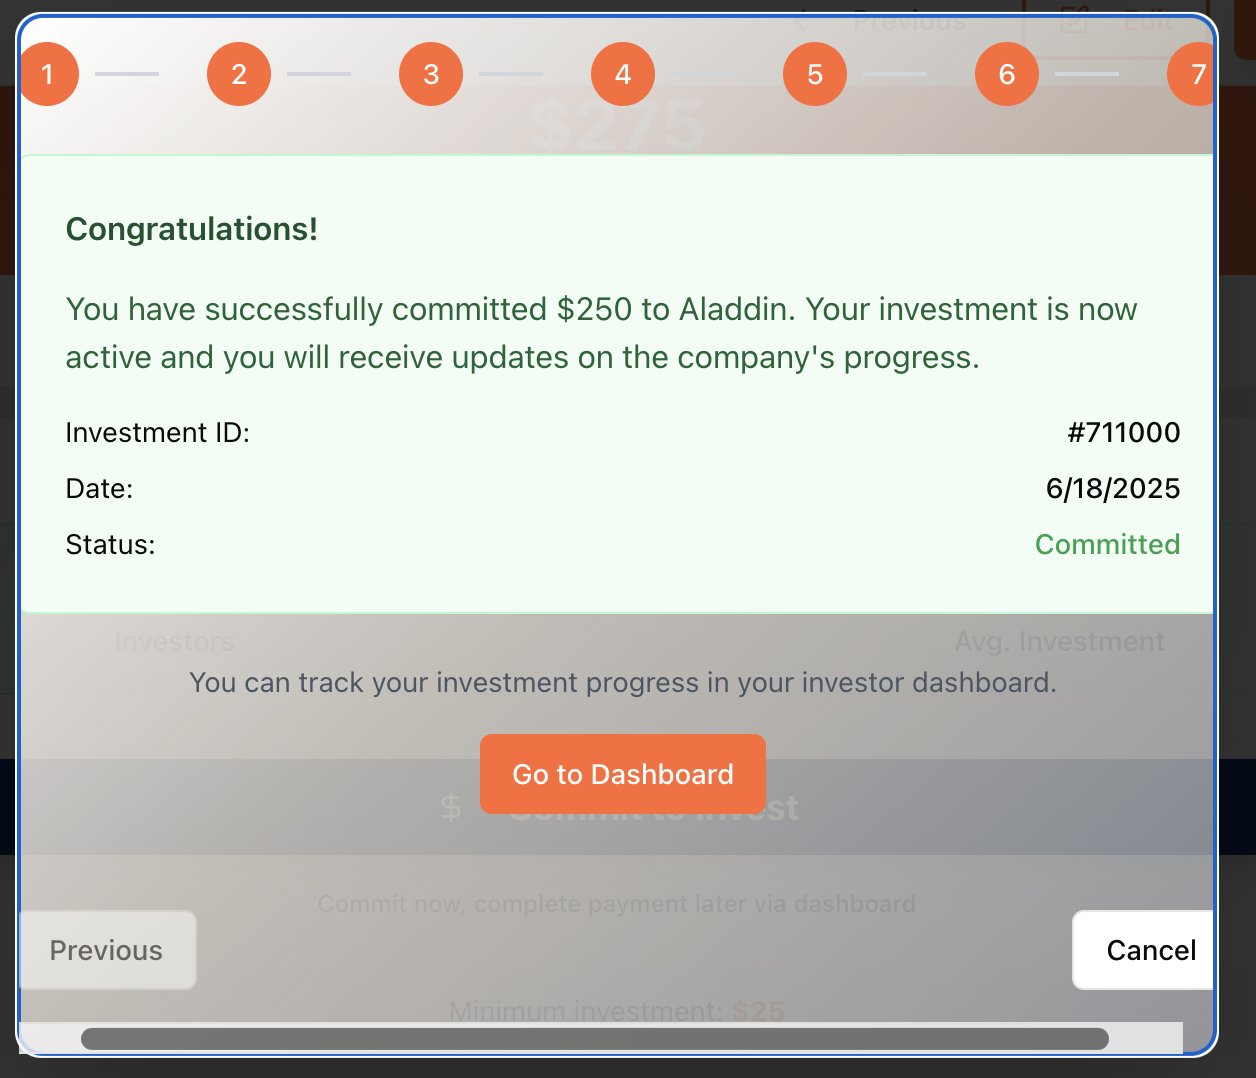 Previous
Edit
1
2
3
4
5
6
7
$275
Congratulations!
You have successfully committed $250 to Aladdin. Your investment is now
active and you will receive updates on the company's progress.
Investment ID:
#711000
Date:
6/18/2025
Status:
Committed
Investors
Avg. Investment
You can track your investment progress in your investor dashboard.
Go to Dashboard
$ Commit to Invest
Commit now, complete payment later via dashboard
Previous
Cancel
Minimum investment: $25